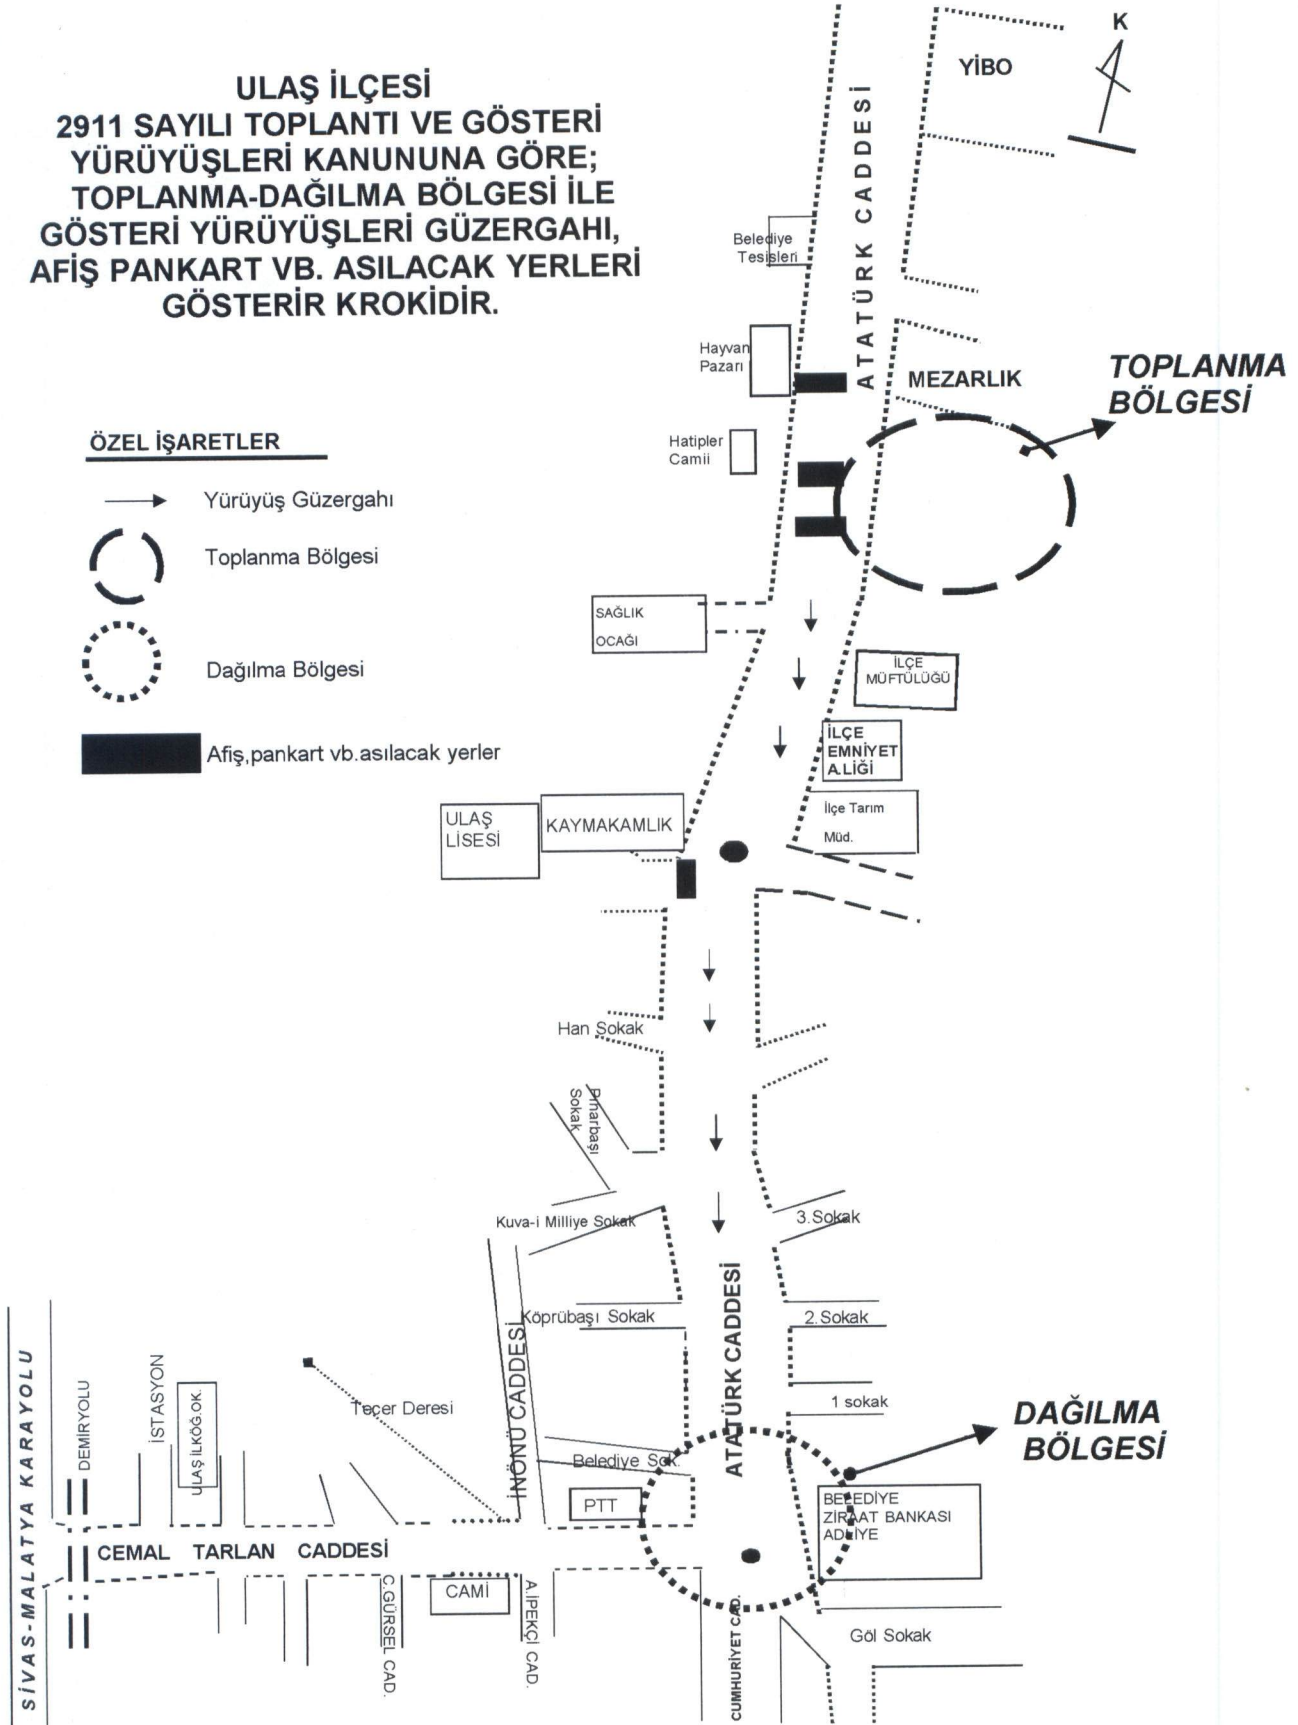 ULAŞ İLÇESİ
2911 SAYILI TOPLANTI VE GÖSTERİ
YÜRÜYÜŞLERİ KANUNUNA GÖRE;
TOPLANMA-DAĞILMA BÖLGESİ İLE
GÖSTERİ YÜRÜYÜŞLERİ GÜZERGAHI,
AFİŞ PANKART VB. ASILACAK YERLERİ
GÖSTERİR KROKİDİR.
K
YİBO
ATATÜRK CADDESİ
Belediye
Tesisleri
Hayvan
Pazarı
MEZARLIK
TOPLANMA
BÖLGESİ
Hatipler
Camii
ÖZEL İŞARETLER
Yürüyüş Güzergahı
Toplanma Bölgesi
Dağılma Bölgesi
Afiş,pankart vb.asılacak yerler
SAĞLIK
OCAĞI
İLÇE
MÜFTÜLÜĞÜ
İLÇE
EMNİYET
A.LİĞİ
İlçe Tarım
Müd.
ULAŞ
LİSESİ
KAYMAKAMLIK
Han Sokak
Pınarbaşı
Sokak
Kuva-i Milliye Sokak
3.Sokak
Köprübaşı Sokak
2.Sokak
İNÖNÜ CADDESİ
ATATÜRK CADDESİ
1 sokak
DAĞILMA
BÖLGESİ
SİVAS-MALATYA KARAYOLU
DEMİRYOLU
İSTASYON
ULAŞ İLKÖĞ.OK.
Tecer Deresi
Belediye Sok.
PTT
BELEDİYE
ZİRAAT BANKASI
ADLİYE
CEMAL TARLAN CADDESİ
C.GÜRSEL CAD.
CAMİ
A.İPEKÇİ CAD.
CUMHURİYET CAD.
Göl Sokak